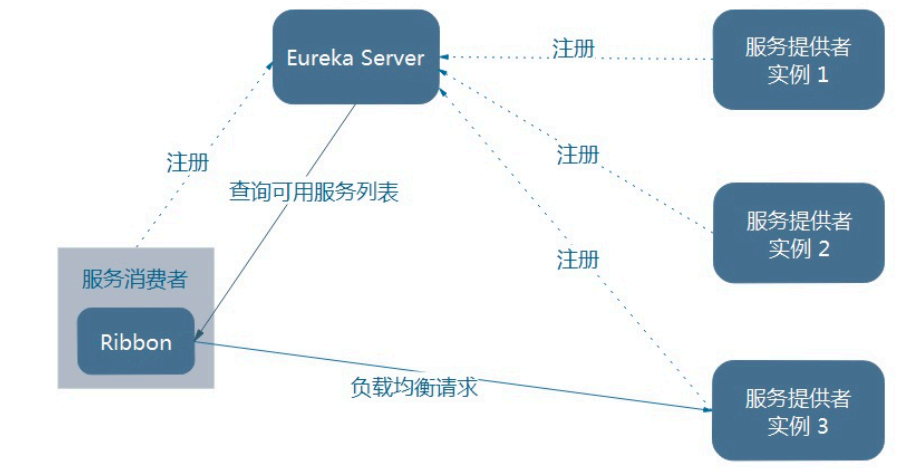 Eureka Server
注册
服务提供者
实例 1
注册
注册
查询可用服务列表
服务提供者
实例 2
注册
服务消费者
Ribbon
负载均衡请求
服务提供者
实例 3